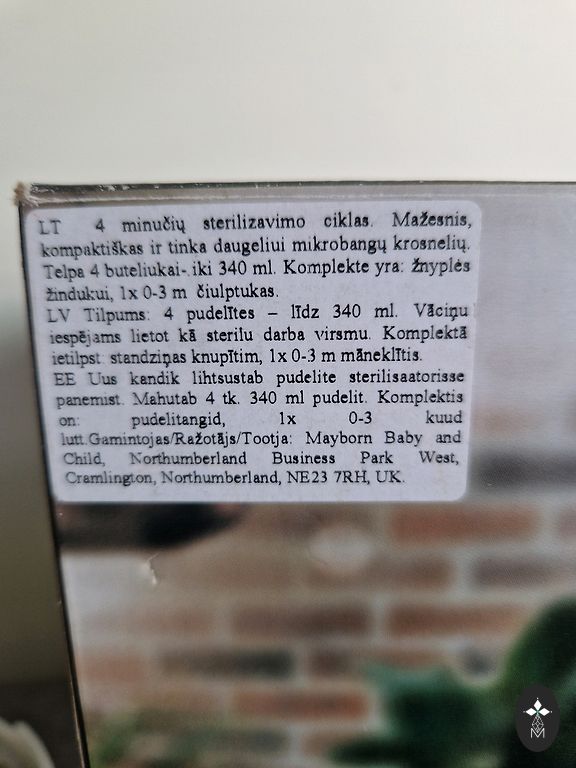 LT 4 minučių sterilizavimo ciklas. Mažesnis,
kompaktiškas ir tinka daugeliui mikrobangų krosnelių.
Telpa 4 buteliukai- iki 340 ml. Komplekte yra: žnyplės
žindukui, 1x 0-3 m čiulptukas.
LV Tilpums: 4 pudelītes – līdz 340 ml. Vāciņu
iespējams lietot kā sterilu darba virsmu. Komplektā
ietilpst: standziņas knupītim, 1x 0-3 m māneklītis.
EE Uus kandik lihtsustab pudelite sterilisaatorisse
panemist. Mahutab 4 tk. 340 ml pudelit. Komplektis
on: pudelitangid, 1x 0-3 kuud
lutt.Gamintojas/Ražotājs/Tootja: Mayborn Baby and
Child, Northumberland Business Park West,
Cramlington, Northumberland, NE23 7RH, UK.
M